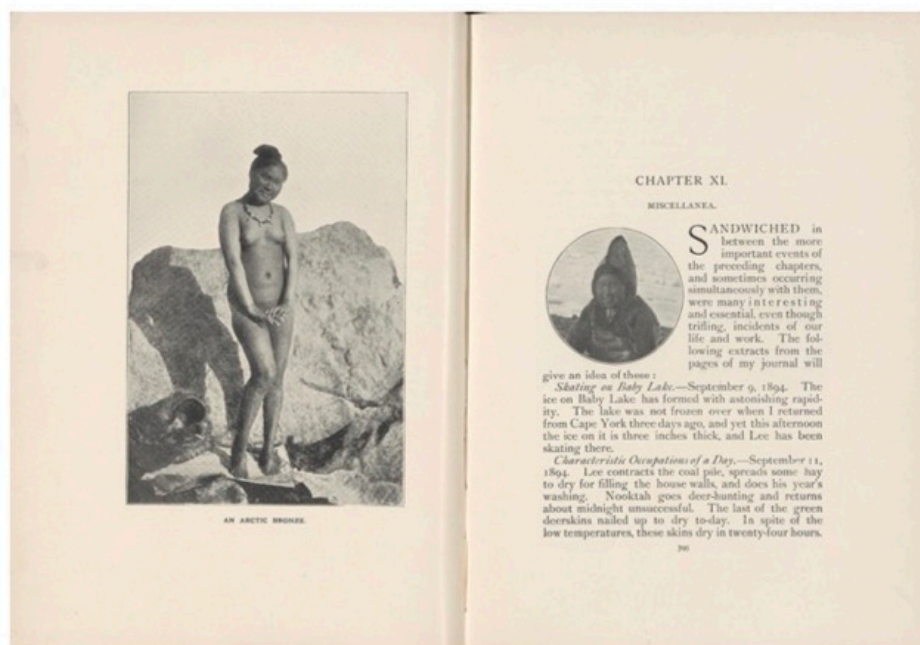 AN ARCTIC BRONZE.
CHAPTER XI.
MISCELLANEA.
SANDWICHED in
between the more
important events of
the preceding chapters,
and sometimes occurring
simultaneously with them,
were many interesting
and essential, even though
trifling, incidents of our
life and work. The fol-
lowing extracts from the
pages of my journal will
give an idea of these:
Skating on Baby Lake.—September 9, 1894. The
ice on Baby Lake has formed with astonishing rapid-
ity. The lake was not frozen over when I returned
from Cape York three days ago, and yet this afternoon
the ice on it is three inches thick, and Lee has been
skating there.
Characteristic Occupations of a Day.—September 11,
1894. Lee contracts the coal pile, spreads some hay
to dry for filling the house walls, and does his year's
washing. Nooktah goes deer-hunting and returns
about midnight unsuccessful. The last of the green
deerskins nailed up to dry to-day. In spite of the
low temperatures, these skins dry in twenty-four hours.